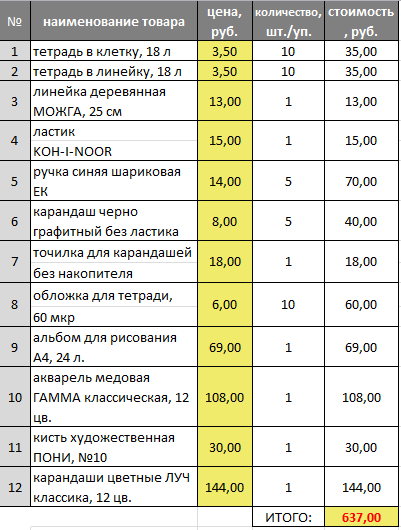 № наименование товара цена, руб. количество, шт./уп. стоимость , руб.
1 тетрадь в клетку, 18 л 3,50 10 35,00
2 тетрадь в линейку, 18 л 3,50 10 35,00
3 линейка деревянная МОЖГА, 25 см 13,00 1 13,00
4 ластик KOH-I-NOOR 15,00 1 15,00
5 ручка синяя шариковая ЕК 14,00 5 70,00
6 карандаш черно графитный без ластика 8,00 5 40,00
7 точилка для карандашей без накопителя 18,00 1 18,00
8 обложка для тетради, 60 мкр 6,00 10 60,00
9 альбом для рисования А4, 24 л. 69,00 1 69,00
10 акварель медовая ГАММА классическая, 12 цв. 108,00 1 108,00
11 кисть художественная ПОНИ, №10 30,00 1 30,00
12 карандаши цветные ЛУЧ классика, 12 цв. 144,00 1 144,00
ИТОГО: 637,00